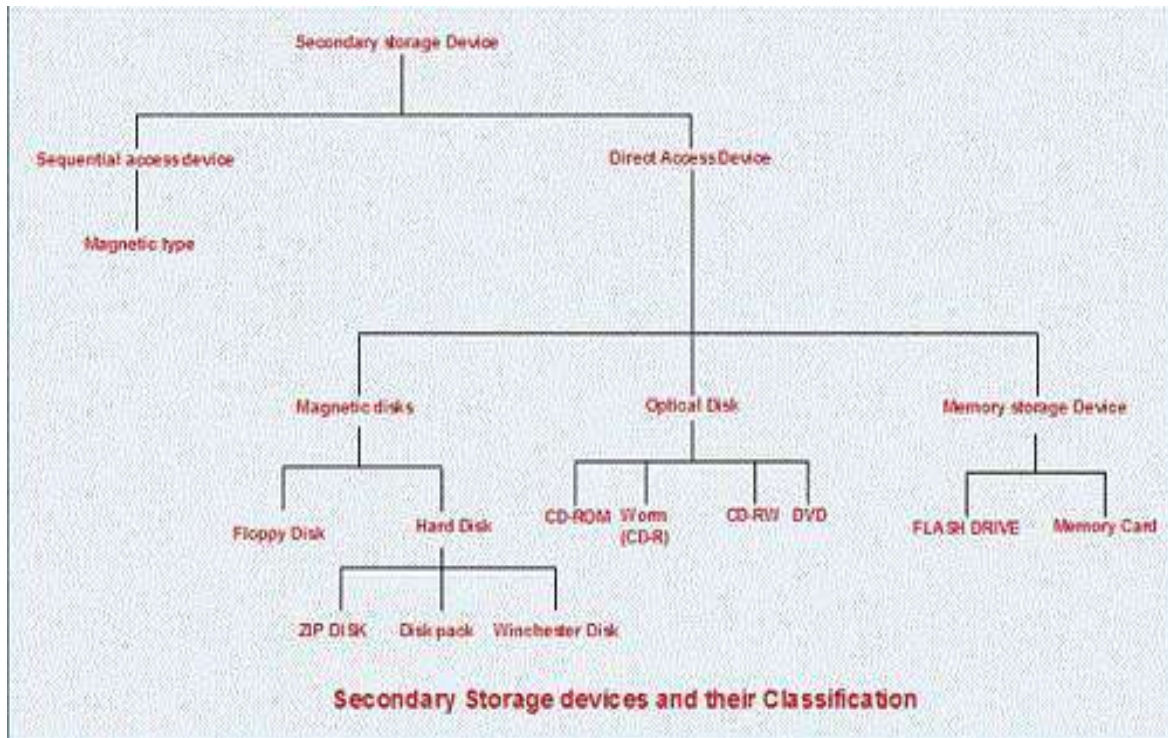 Secondary storage Device
Sequential access device
Direct Access Device
Magnetic type
Magnetic disks
Optical Disk
Memory storage Device
Floppy Disk
Hard Disk
CD-ROM
Worm
(CD-R)
CD-RW
DVD
FLASH DRIVE
Memory Card
ZIP DISK
Disk pack
Winchester Disk
Secondary Storage devices and their Classification